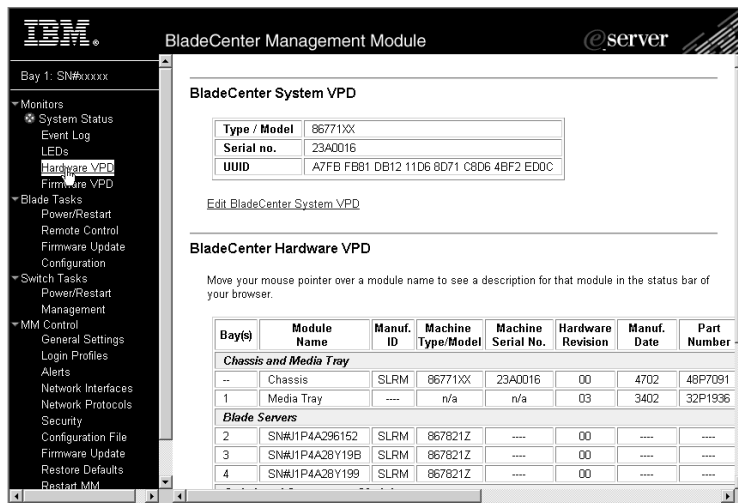 IBM.
BladeCenter Management Module
@server
Bay 1: SN#xxxxx
Monitors
System Status
Event Log
LEDs
Hardware VPD
Firmware VPD
Blade Tasks
Power/Restart
Remote Control
Firmware Update
Configuration
Switch Tasks
Power/Restart
Management
MM Control
General Settings
Login Profiles
Alerts
Network Interfaces
Network Protocols
Security
Configuration File
Firmware Update
Restore Defaults
Restart MM
BladeCenter System VPD
Type / Model 86771XX
Serial no. 23A0016
UUID A7FB FB81 DB12 11D6 8D71 C8D6 4BF2 ED0C
Edit BladeCenter System VPD
BladeCenter Hardware VPD
Move your mouse pointer over a module name to see a description for that module in the status bar of
your browser.
Bay(s) Module Name Manuf. ID Machine Type/Model Machine Serial No. Hardware Revision Manuf. Date Part Number
Chassis and Media Tray
-- Chassis SLRM 86771XX 23A0016 00 4702 48P7091
1 Media Tray ---- n/a n/a 03 3402 32P1936
Blade Servers
2 SN#J1P4A296152 SLRM 867821Z ---- 00 ---- ----
3 SN#J1P4A28Y19B SLRM 867821Z ---- 00 ---- ----
4 SN#J1P4A28Y199 SLRM 867821Z ---- 00 ---- ----